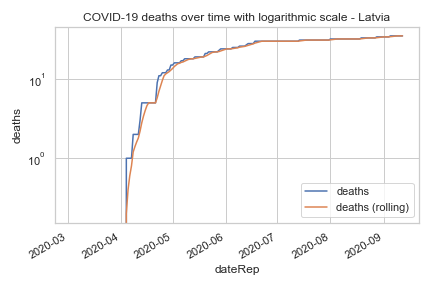 COVID-19 deaths over time with logarithmic scale - Latvia
deaths
10¹
10⁰
deaths
deaths (rolling)
2020-03
2020-04
2020-05
2020-06
2020-07
2020-08
2020-09
dateRep